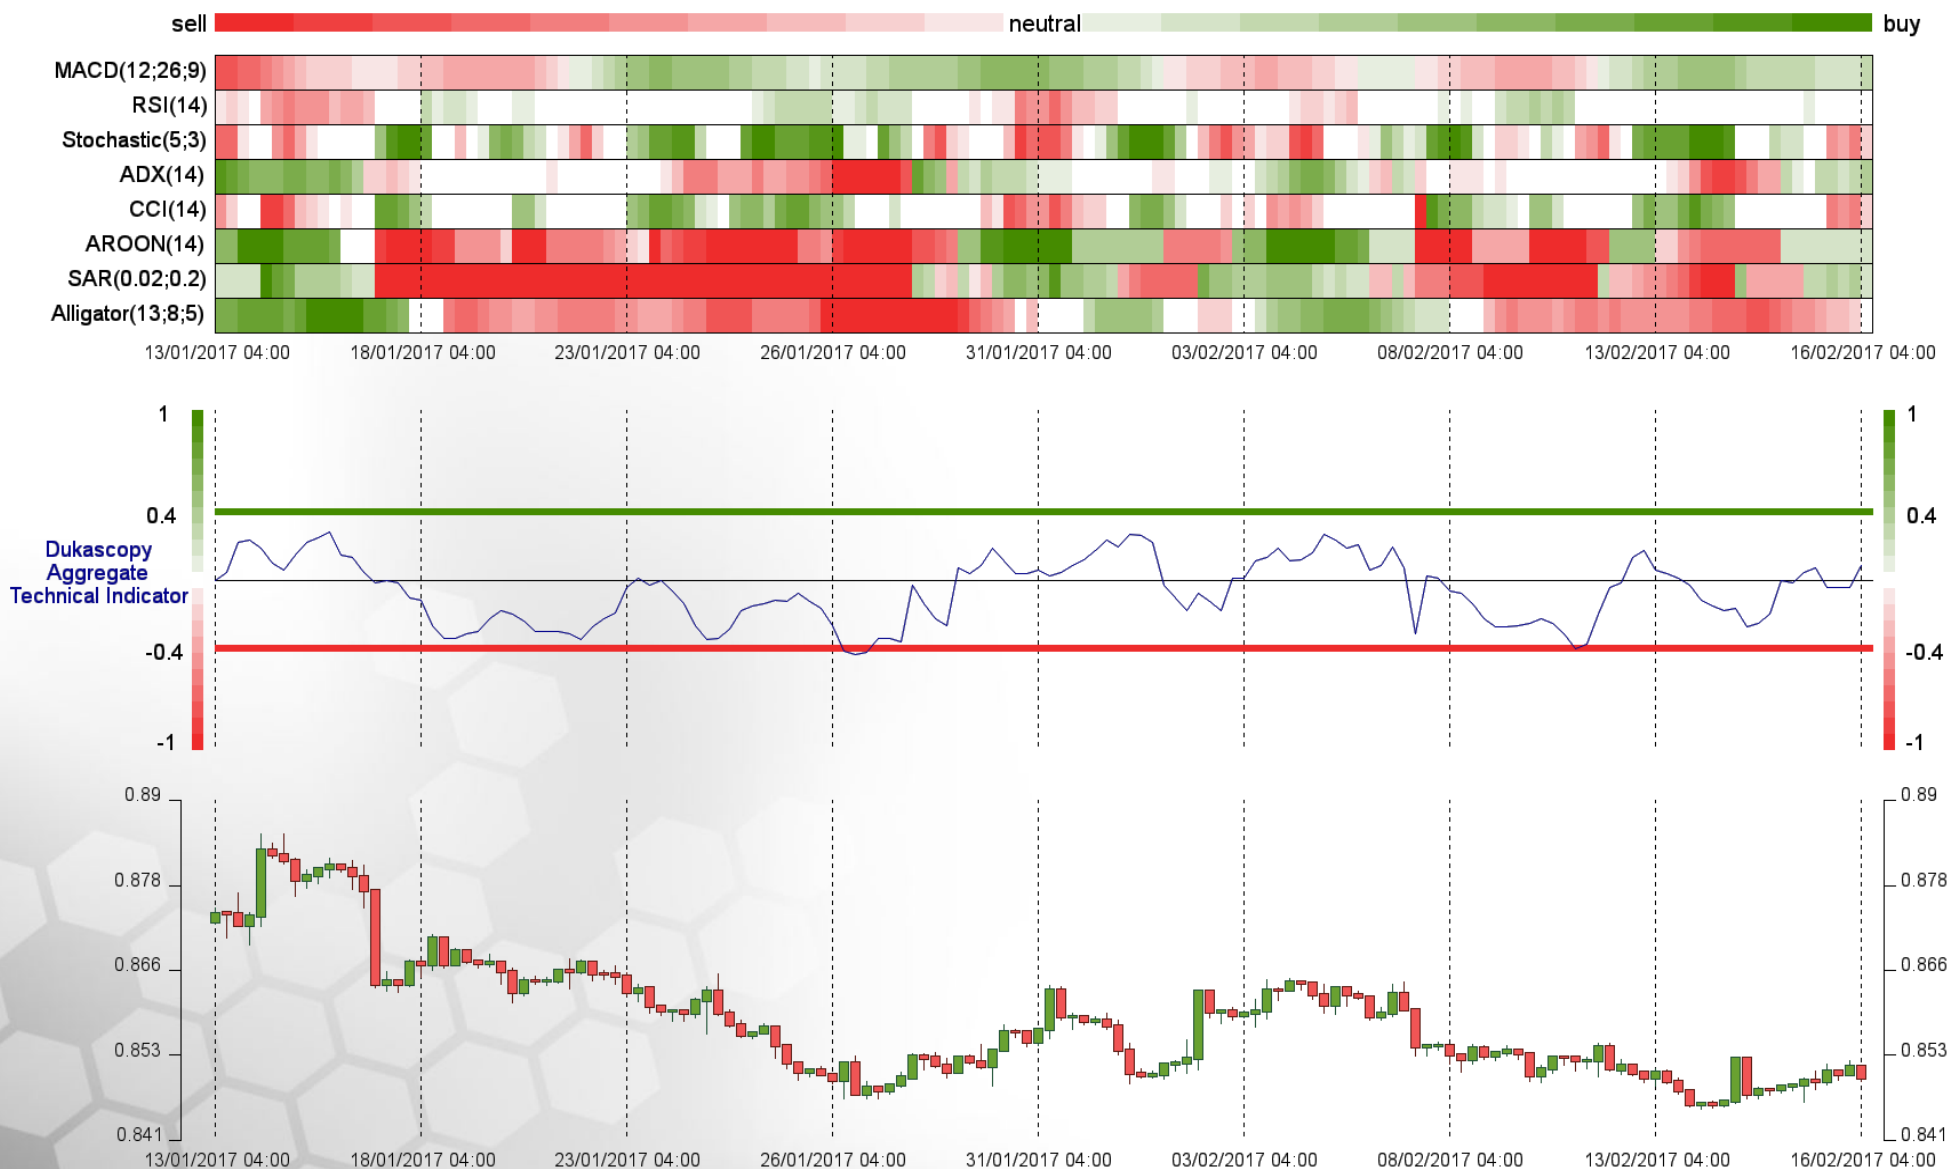 sell neutral buy
MACD(12;26;9)
RSI(14)
Stochastic(5;3)
ADX(14)
CCI(14)
AROON(14)
SAR(0.02;0.2)
Alligator(13;8;5)
13/01/2017 04:00 18/01/2017 04:00 23/01/2017 04:00 26/01/2017 04:00 31/01/2017 04:00 03/02/2017 04:00 08/02/2017 04:00 13/02/2017 04:00 16/02/2017 04:00
1 1
0.4 0.4
Dukascopy
Aggregate
Technical Indicator
-0.4 -0.4
-1 -1
0.89 0.89
0.878 0.878
0.866 0.866
0.853 0.853
0.841 0.841
13/01/2017 04:00 18/01/2017 04:00 23/01/2017 04:00 26/01/2017 04:00 31/01/2017 04:00 03/02/2017 04:00 08/02/2017 04:00 13/02/2017 04:00 16/02/2017 04:00